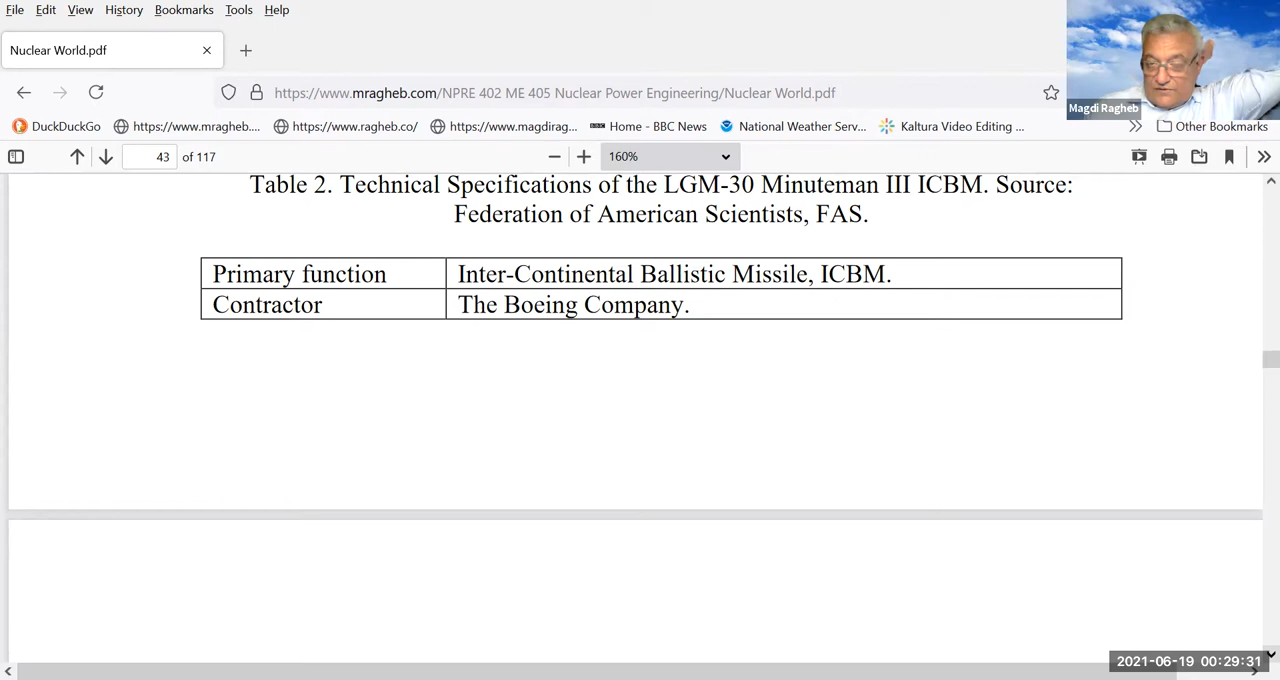 File Edit View History Bookmarks Tools Help
Nuclear World.pdf
https://www.mragheb.com/NPRE 402 ME 405 Nuclear Power Engineering/Nuclear World.pdf
Magdi Ragheb
DuckDuckGo https://www.mragheb.... https://www.ragheb.co/ https://www.magdirag... BBC Home - BBC News National Weather Serv... Kaltura Video Editing ... Other Bookmarks
43 of 117 160%
Table 2. Technical Specifications of the LGM-30 Minuteman III ICBM. Source:
Federation of American Scientists, FAS.
Primary function Inter-Continental Ballistic Missile, ICBM.
Contractor The Boeing Company.
2021-06-19 00:29:31